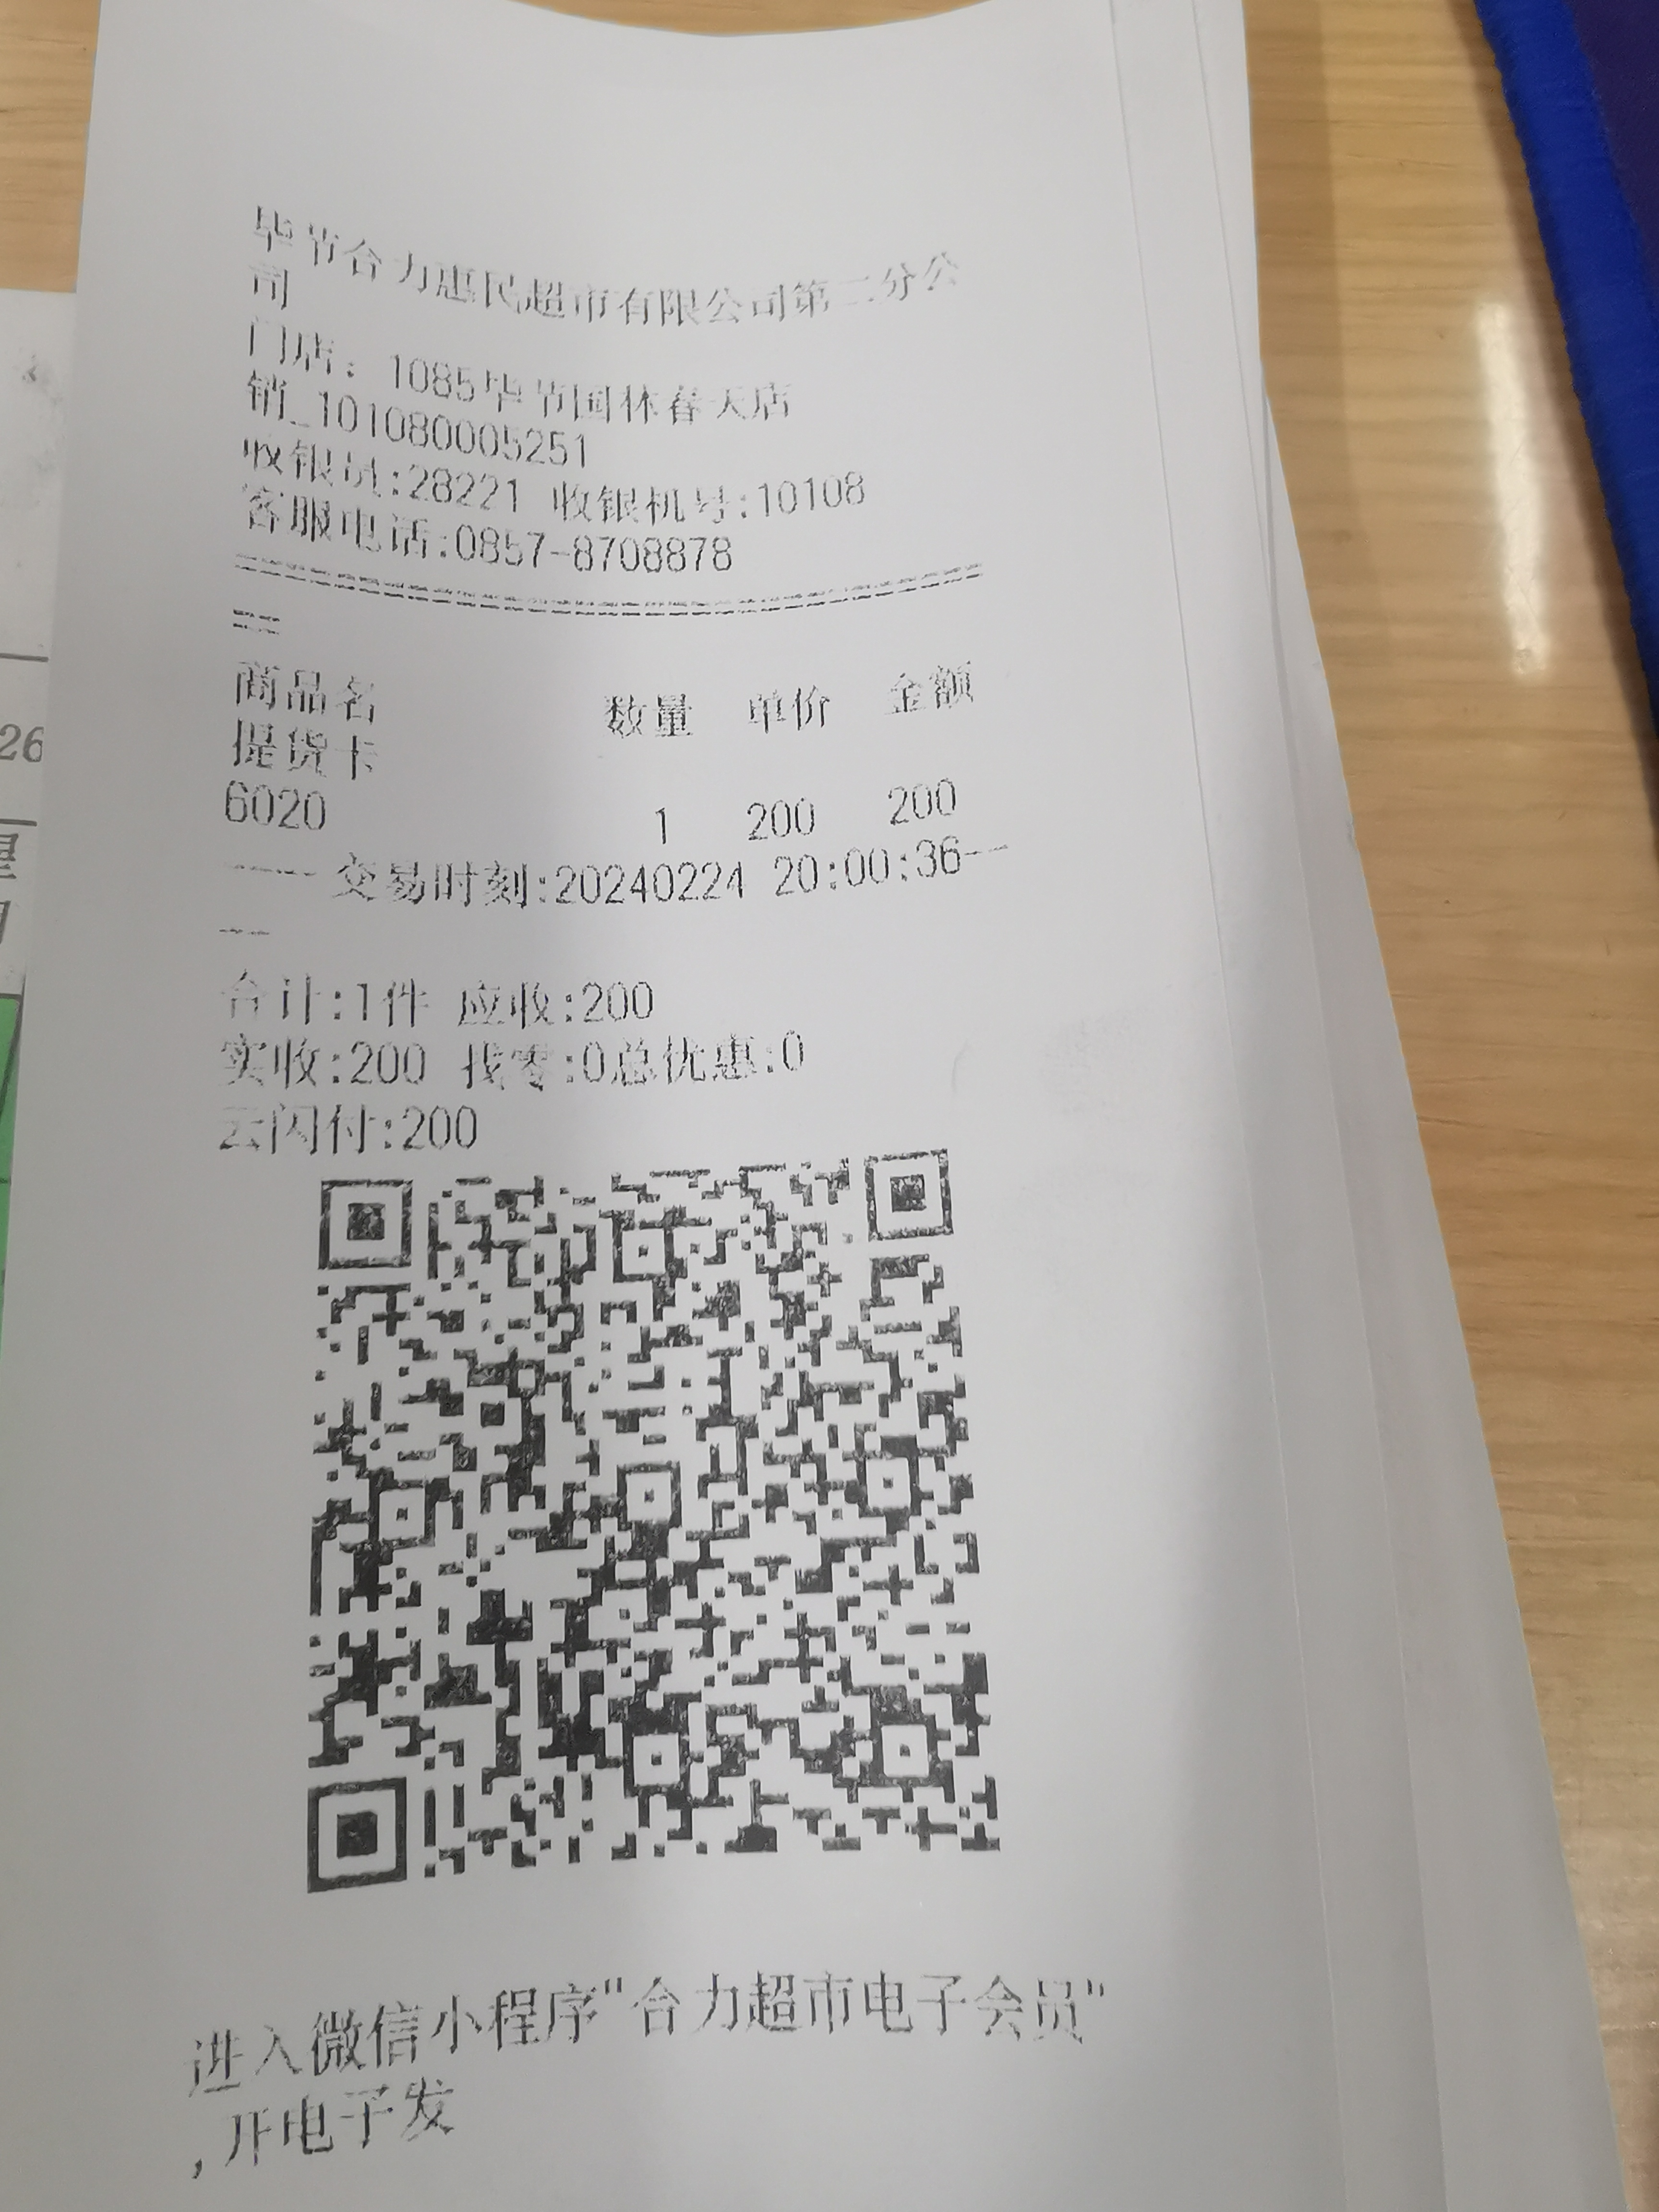 毕节合力惠民超市有限公司第二分公
司
门店：1085毕节园林春天店
销_101080005251
收银员:28221 收银机号:10108
客服电话:0857-8708878
商品名 数量 单价 金额
提货卡
6020 1 200 200
---- 交易时刻:20240224 20:00:36--
--
合计:1件 应收:200
实收:200 找零:0总优惠:0
云闪付:200
进入微信小程序"合力超市电子会员"
,开电子发
26